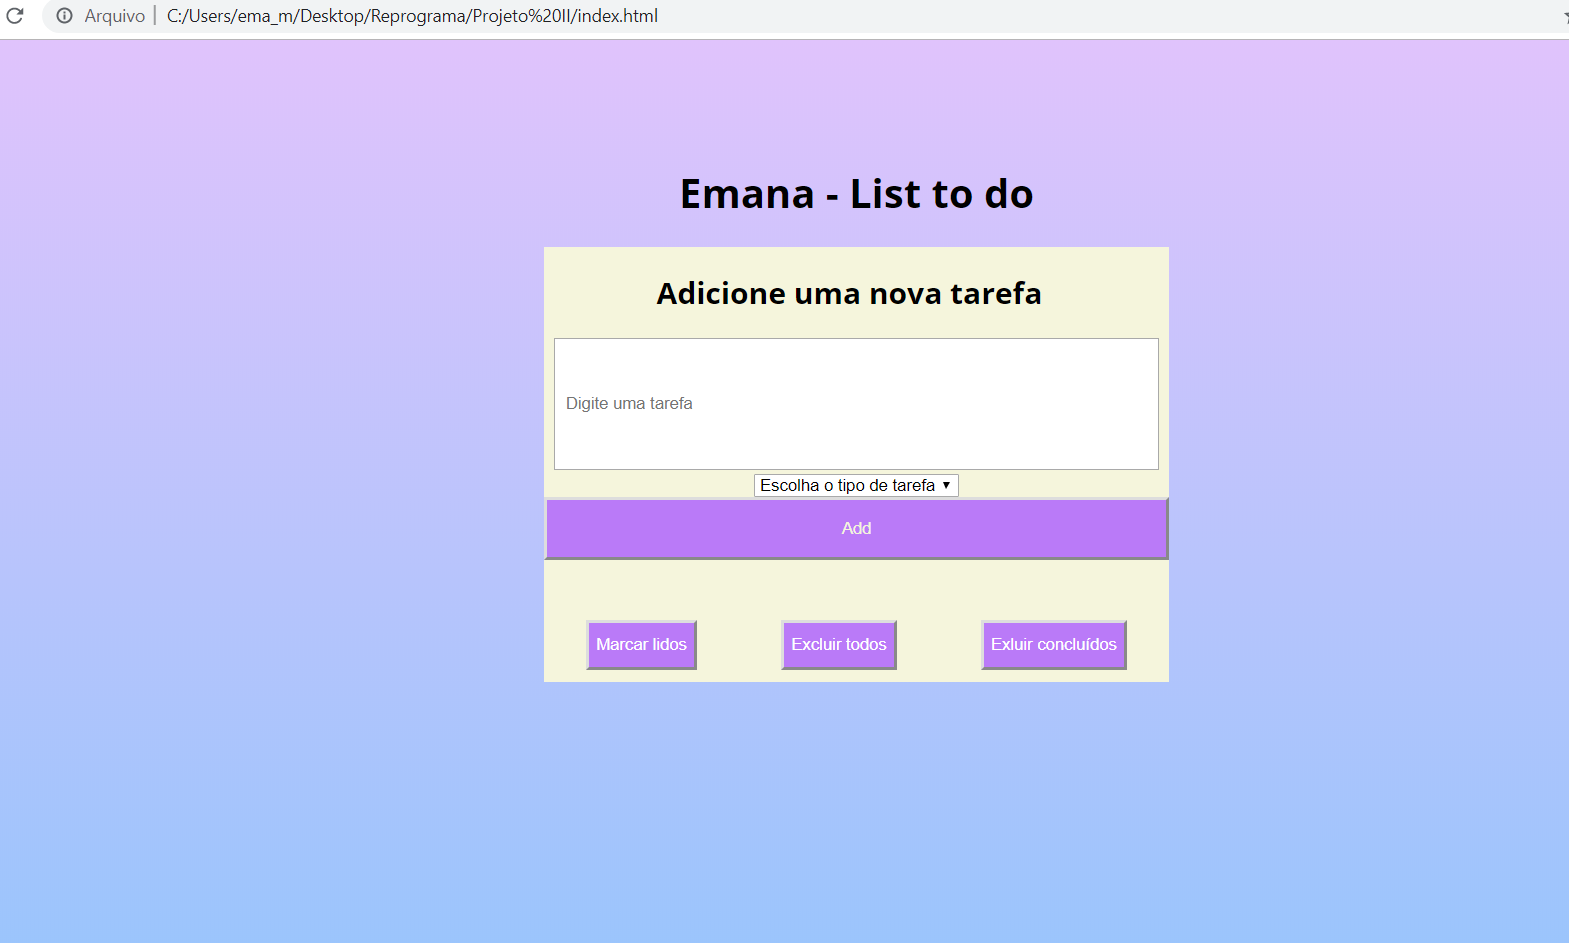 Arquivo | C:/Users/ema_m/Desktop/Reprograma/Projeto%20II/index.html
Emana - List to do
Adicione uma nova tarefa
Digite uma tarefa
Escolha o tipo de tarefa
Add
Marcar lidos Excluir todos Exluir concluídos